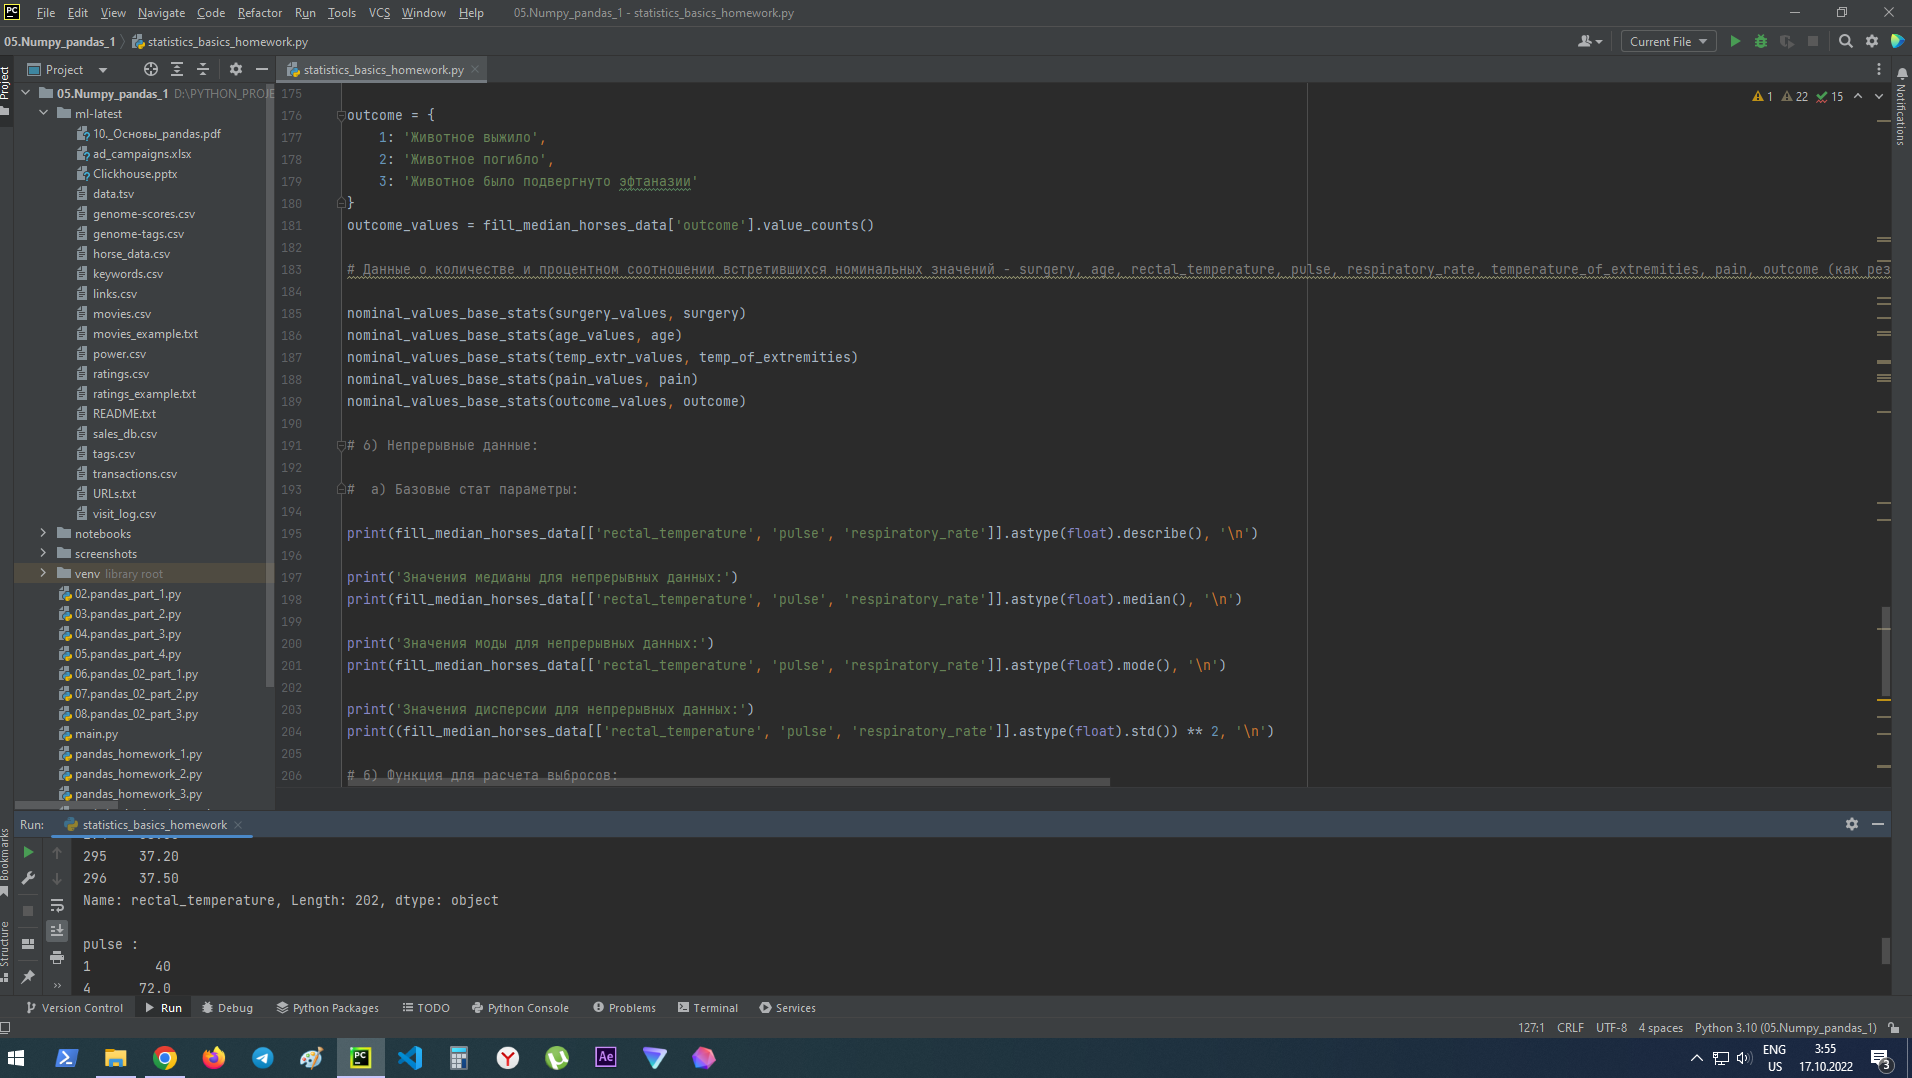 File Edit View Navigate Code Refactor Run Tools VCS Window Help 05.Numpy_pandas_1 - statistics_basics_homework.py
05.Numpy_pandas_1 statistics_basics_homework.py Current File
Project statistics_basics_homework.py
Project
Notifications
05.Numpy_pandas_1 D:\PYTHON_PROJE
ml-latest
10._Основы_pandas.pdf
ad_campaigns.xlsx
Clickhouse.pptx
data.tsv
genome-scores.csv
genome-tags.csv
horse_data.csv
keywords.csv
links.csv
movies.csv
movies_example.txt
power.csv
ratings.csv
ratings_example.txt
README.txt
sales_db.csv
tags.csv
transactions.csv
URLs.txt
visit_log.csv
notebooks
screenshots
venv library root
02.pandas_part_1.py
03.pandas_part_2.py
04.pandas_part_3.py
05.pandas_part_4.py
06.pandas_02_part_1.py
07.pandas_02_part_2.py
08.pandas_02_part_3.py
main.py
pandas_homework_1.py
pandas_homework_2.py
pandas_homework_3.py
1 22 15
175
176 outcome = {
177 1: 'Животное выжило',
178 2: 'Животное погибло',
179 3: 'Животное было подвергнуто эфтаназии'
180 }
181 outcome_values = fill_median_horses_data['outcome'].value_counts()
182
183 # Данные о количестве и процентном соотношении встретившихся номинальных значений - surgery, age, rectal_temperature, pulse, respiratory_rate, temperature_of_extremities, pain, outcome (как рез
184
185 nominal_values_base_stats(surgery_values, surgery)
186 nominal_values_base_stats(age_values, age)
187 nominal_values_base_stats(temp_extr_values, temp_of_extremities)
188 nominal_values_base_stats(pain_values, pain)
189 nominal_values_base_stats(outcome_values, outcome)
190
191 # 6) Непрерывные данные:
192
193 #  а) Базовые стат параметры:
194
195 print(fill_median_horses_data[['rectal_temperature', 'pulse', 'respiratory_rate']].astype(float).describe(), '\n')
196
197 print('Значения медианы для непрерывных данных:')
198 print(fill_median_horses_data[['rectal_temperature', 'pulse', 'respiratory_rate']].astype(float).median(), '\n')
199
200 print('Значения моды для непрерывных данных:')
201 print(fill_median_horses_data[['rectal_temperature', 'pulse', 'respiratory_rate']].astype(float).mode(), '\n')
202
203 print('Значения дисперсии для непрерывных данных:')
204 print((fill_median_horses_data[['rectal_temperature', 'pulse', 'respiratory_rate']].astype(float).std()) ** 2, '\n')
205
206 # б) Функция для расчета выбросов:
Run: statistics_basics_homework
Bookmarks
Structure
295 37.20
296 37.50
Name: rectal_temperature, Length: 202, dtype: object
pulse :
1 40
4 72.0
Version Control Run Debug Python Packages TODO Python Console Problems Terminal Services
127:1 CRLF UTF-8 4 spaces Python 3.10 (05.Numpy_pandas_1)
ENG 3:55
US 17.10.2022 3